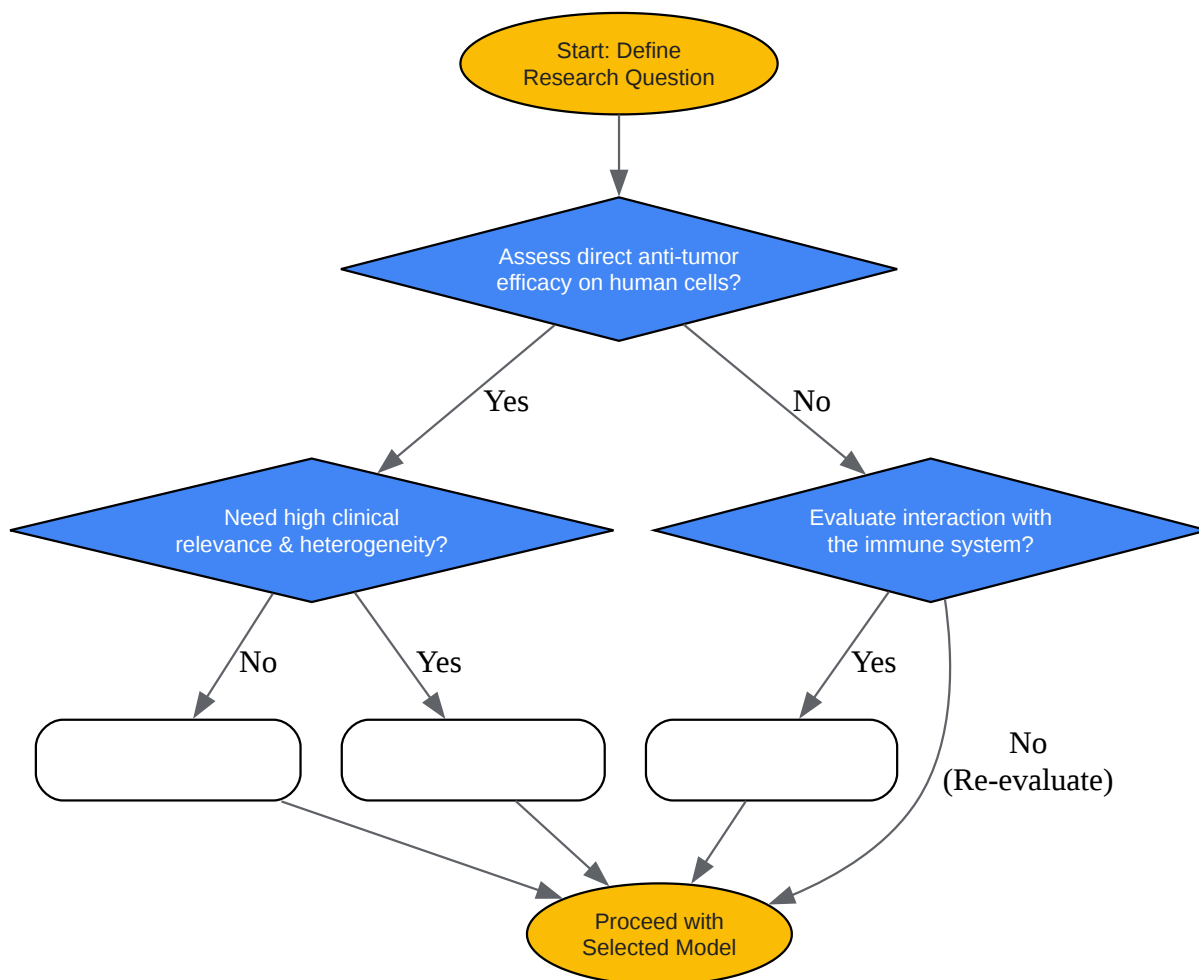 Start: Define
Research Question
Assess direct anti-tumor
efficacy on human cells?
Yes
No
Need high clinical
relevance & heterogeneity?
Evaluate interaction with
the immune system?
No
Yes
Yes
No
(Re-evaluate)
Proceed with
Selected Model